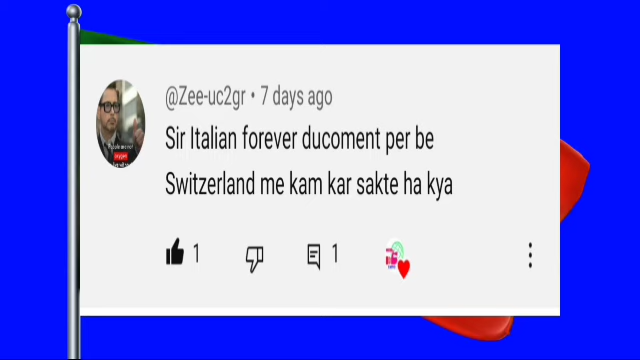 @Zee-uc2gr • 7 days ago
Sir Italian forever ducoment per be
Switzerland me kam kar sakte ha kya
1 1